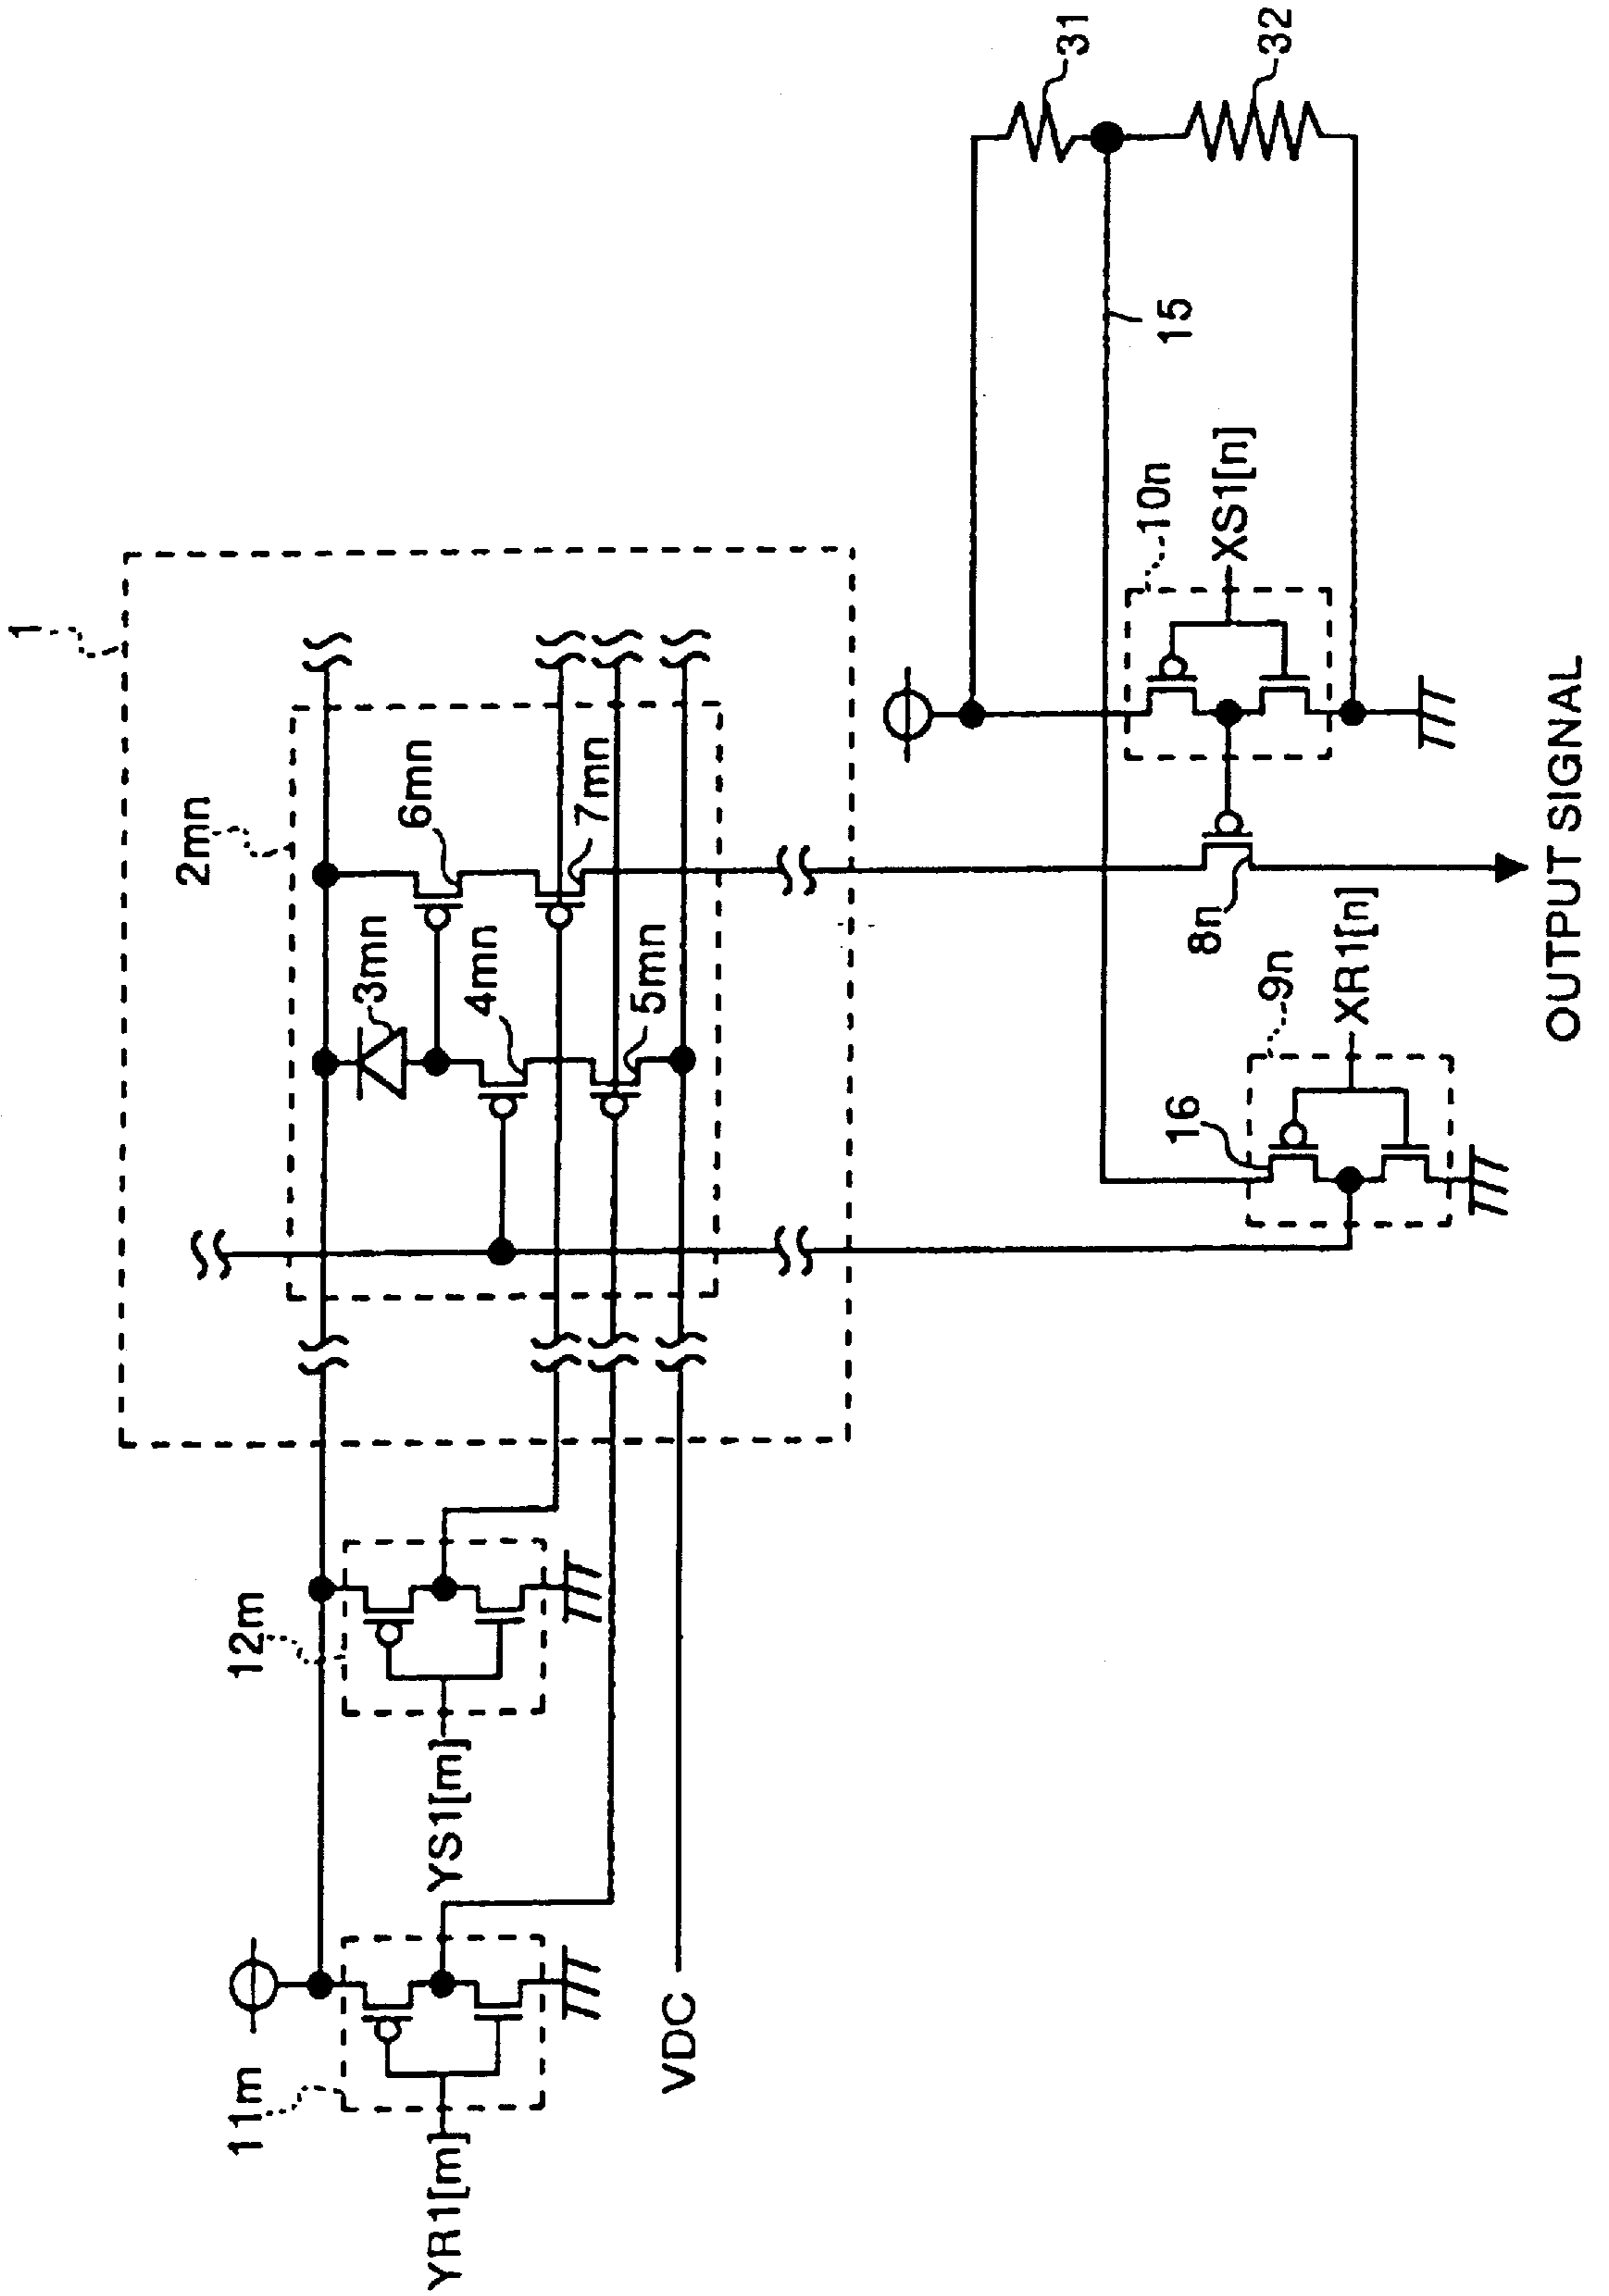 1
2mn
6mn
7mn
3mn
4mn
5mn
12m
YS1[m]
11m
YR1[m]
VDC
31
32
15
10n
XS1[n]
8n
9n
XR1[n]
16
OUTPUT SIGNAL